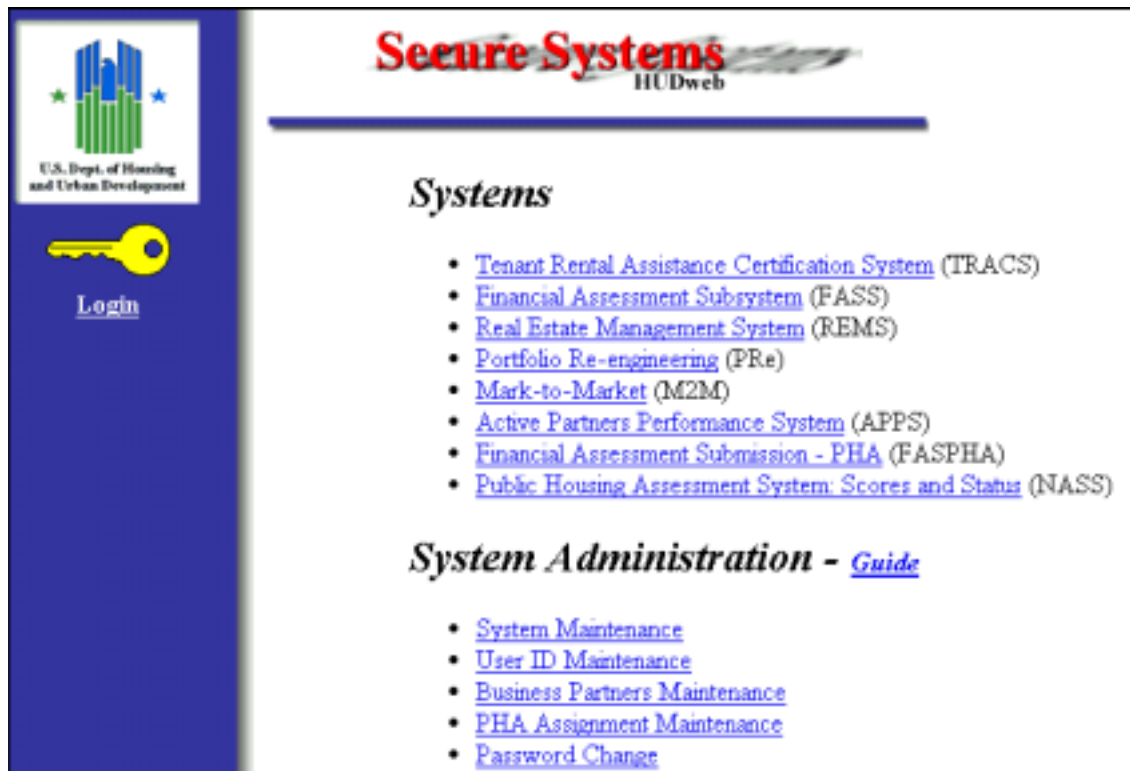 U.S. Dept. of Housing
and Urban Development
Login
Secure Systems
HUDweb
Systems
• Tenant Rental Assistance Certification System (TRACS)
• Financial Assessment Subsystem (FASS)
• Real Estate Management System (REMS)
• Portfolio Re-engineering (PRe)
• Mark-to-Market (M2M)
• Active Partners Performance System (APPS)
• Financial Assessment Submission - PHA (FASPHA)
• Public Housing Assessment System: Scores and Status (NASS)
System Administration - Guide
• System Maintenance
• User ID Maintenance
• Business Partners Maintenance
• PHA Assignment Maintenance
• Password Change